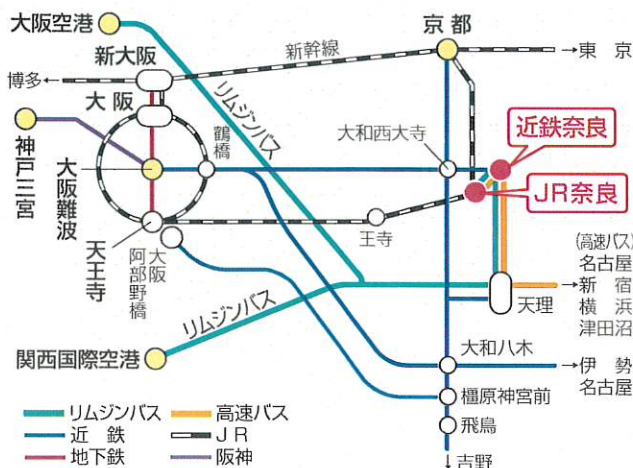 大阪空港
京都
新幹線
→東京
新大阪
博多←
大阪
リムジンバス
鶴橋
大和西大寺
近鉄奈良
神戸三宮
大阪難波
JR奈良
王寺
天王寺
大阪
阿部野橋
(高速バス)
名古屋
→新宿
横浜
津田沼
天理
リムジンバス
関西国際空港
大和八木
→伊勢
名古屋
橿原神宮前
飛鳥
↓吉野
リムジンバス
高速バス
近鉄
JR
地下鉄
阪神